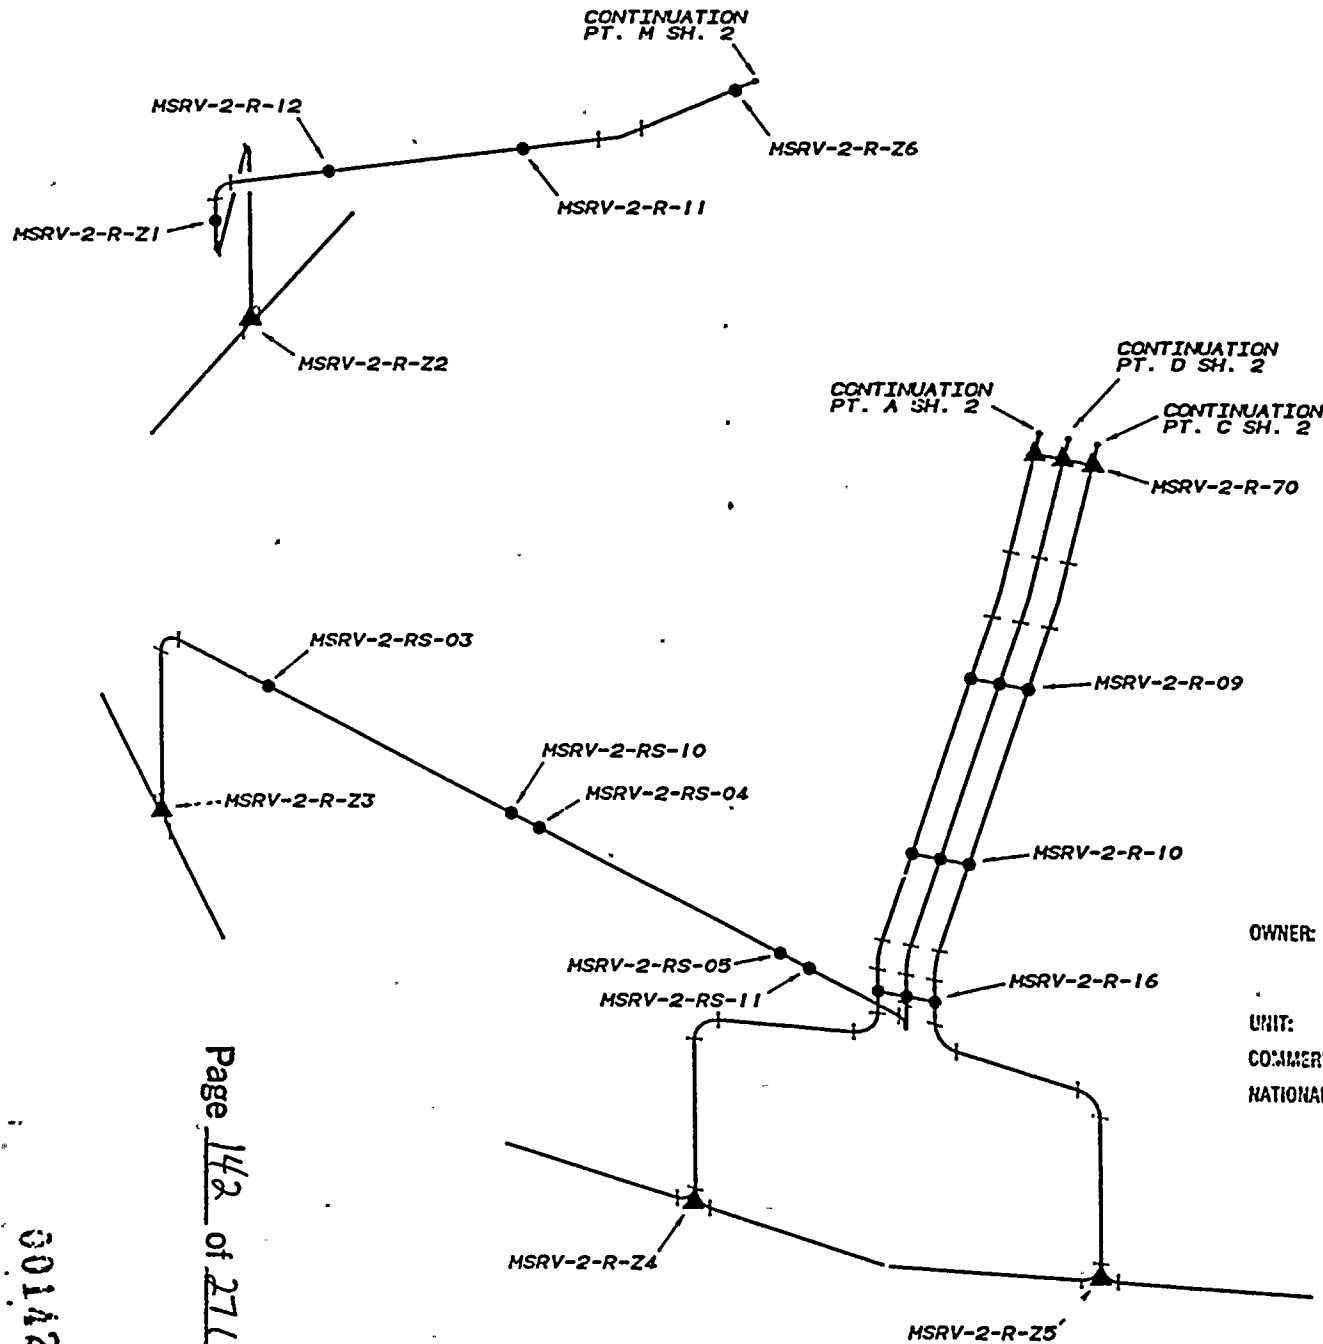 CONTINUATION
PT. M SH. 2
MSRV-2-R-12
MSRV-2-R-Z6
MSRV-2-R-11
MSRV-2-R-Z1
MSRV-2-R-Z2
CONTINUATION
PT. D SH. 2
CONTINUATION
PT. A SH. 2
CONTINUATION
PT. C SH. 2
MSRV-2-R-70
MSRV-2-RS-03
MSRV-2-R-09
MSRV-2-RS-10
MSRV-2-RS-04
MSRV-2-R-Z3
MSRV-2-R-10
OWNER:
MSRV-2-RS-05
MSRV-2-RS-11
MSRV-2-R-16
UNIT:
COMMER
NATIONAL
Page 142 of
MSRV-2-R-Z4
MSRV-2-R-Z5
00142